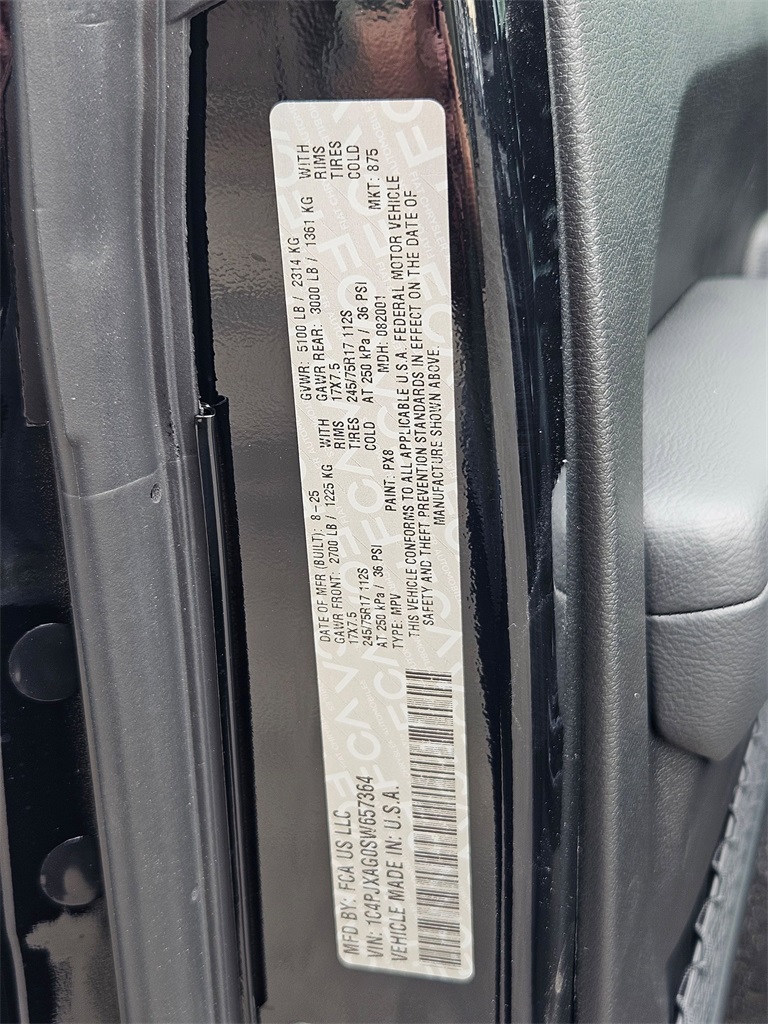 MFD BY: FCA US LLC
VIN: 1C4PJXAG0SW657364
VEHICLE MADE IN: U.S.A.
DATE OF MFR (BUILT): 8-25 GVWR: 5100 LB / 2314 KG
GAWR FRONT: 2700 LB / 1225 KG WITH GAWR REAR: 3000 LB / 1361 KG WITH
17X7.5 RIMS 17X7.5 RIMS
245/75R17 112S TIRES 245/75R17 112S TIRES
AT 250 kPa / 36 PSI COLD AT 250 kPa / 36 PSI COLD
TYPE: MPV PAINT: PX8 MDH: 082001 MKT: 875
THIS VEHICLE CONFORMS TO ALL APPLICABLE U.S.A. FEDERAL MOTOR VEHICLE
SAFETY AND THEFT PREVENTION STANDARDS IN EFFECT ON THE DATE OF
MANUFACTURE SHOWN ABOVE.